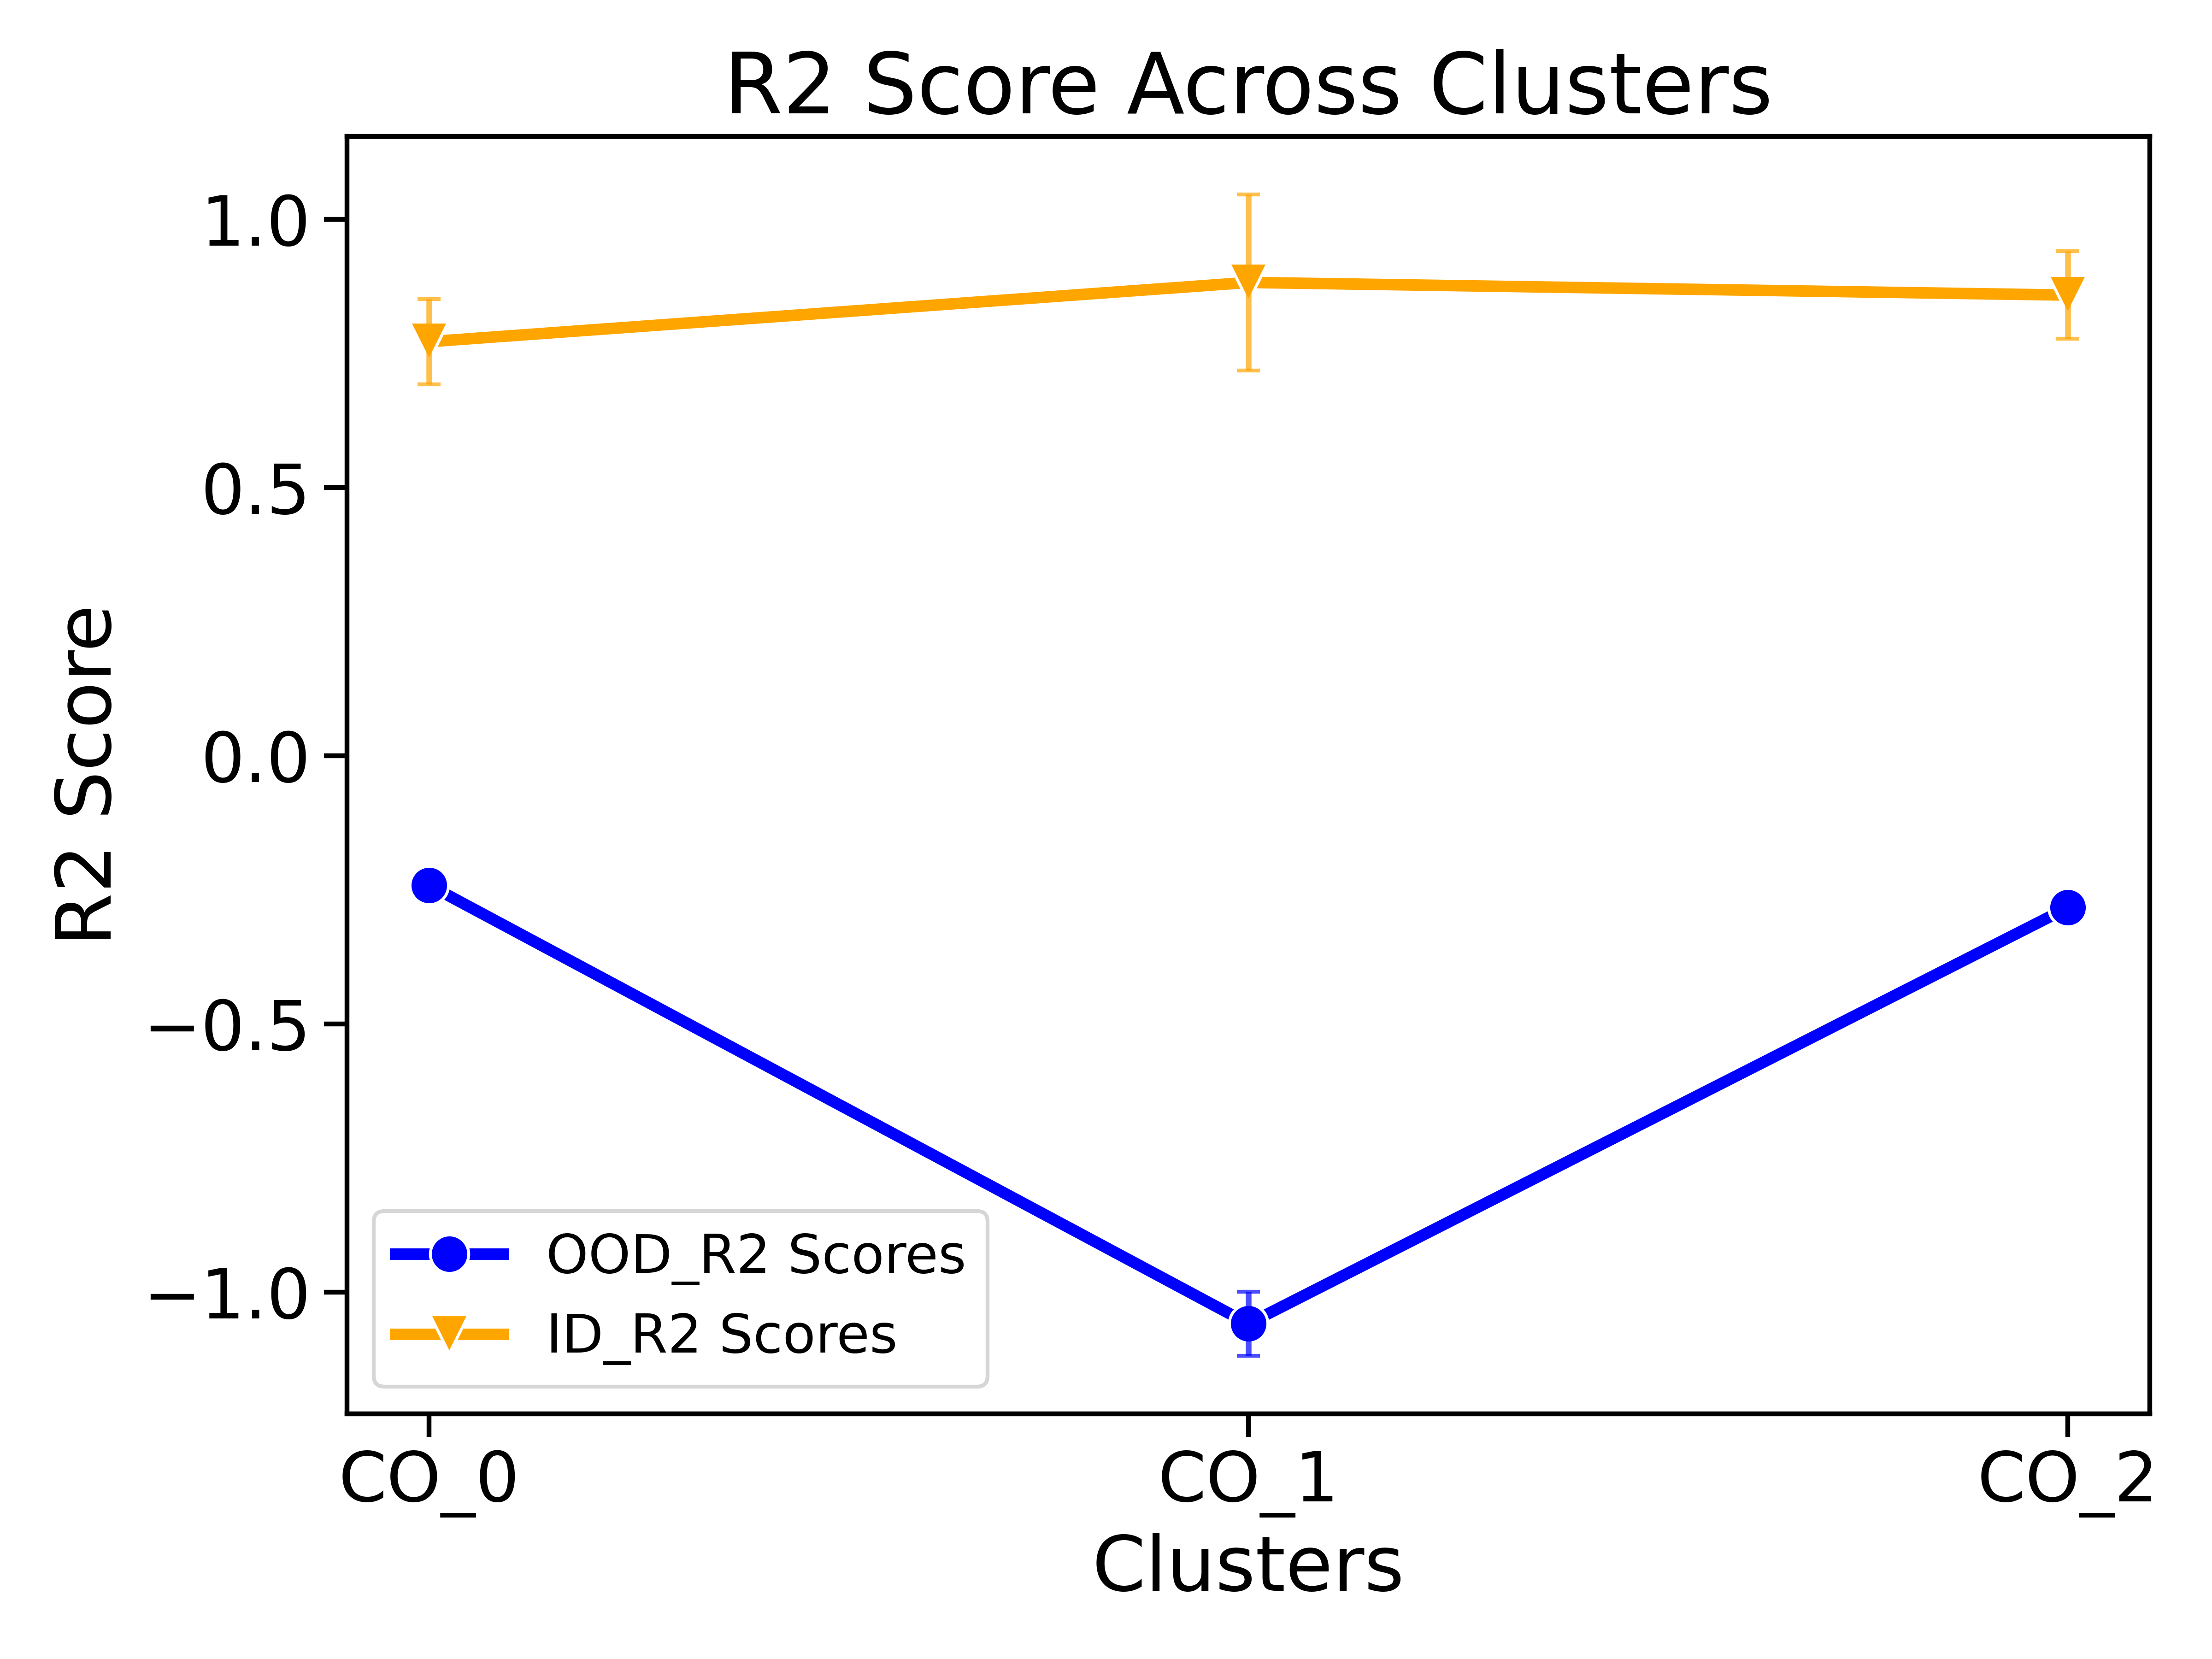 R2 Score Across Clusters
R2 Score
1.0
0.5
0.0
−0.5
−1.0
OOD_R2 Scores
ID_R2 Scores
CO_0
CO_1
CO_2
Clusters